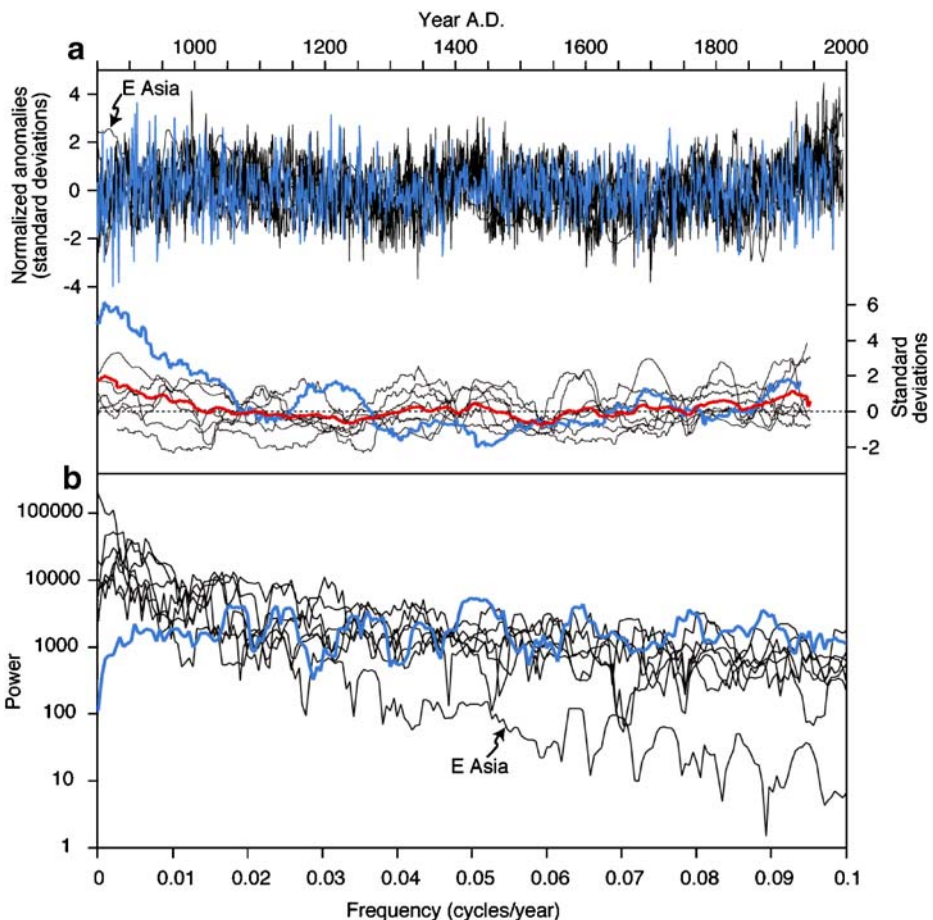 Year A.D.
a
1000 1200 1400 1600 1800 2000
E Asia
Normalized anomalies
(standard deviations)
4
2
0
-2
-4
6
4
2
0
-2
Standard
deviations
b
Power
100000
10000
1000
100
10
1
E Asia
0 0.01 0.02 0.03 0.04 0.05 0.06 0.07 0.08 0.09 0.1
Frequency (cycles/year)